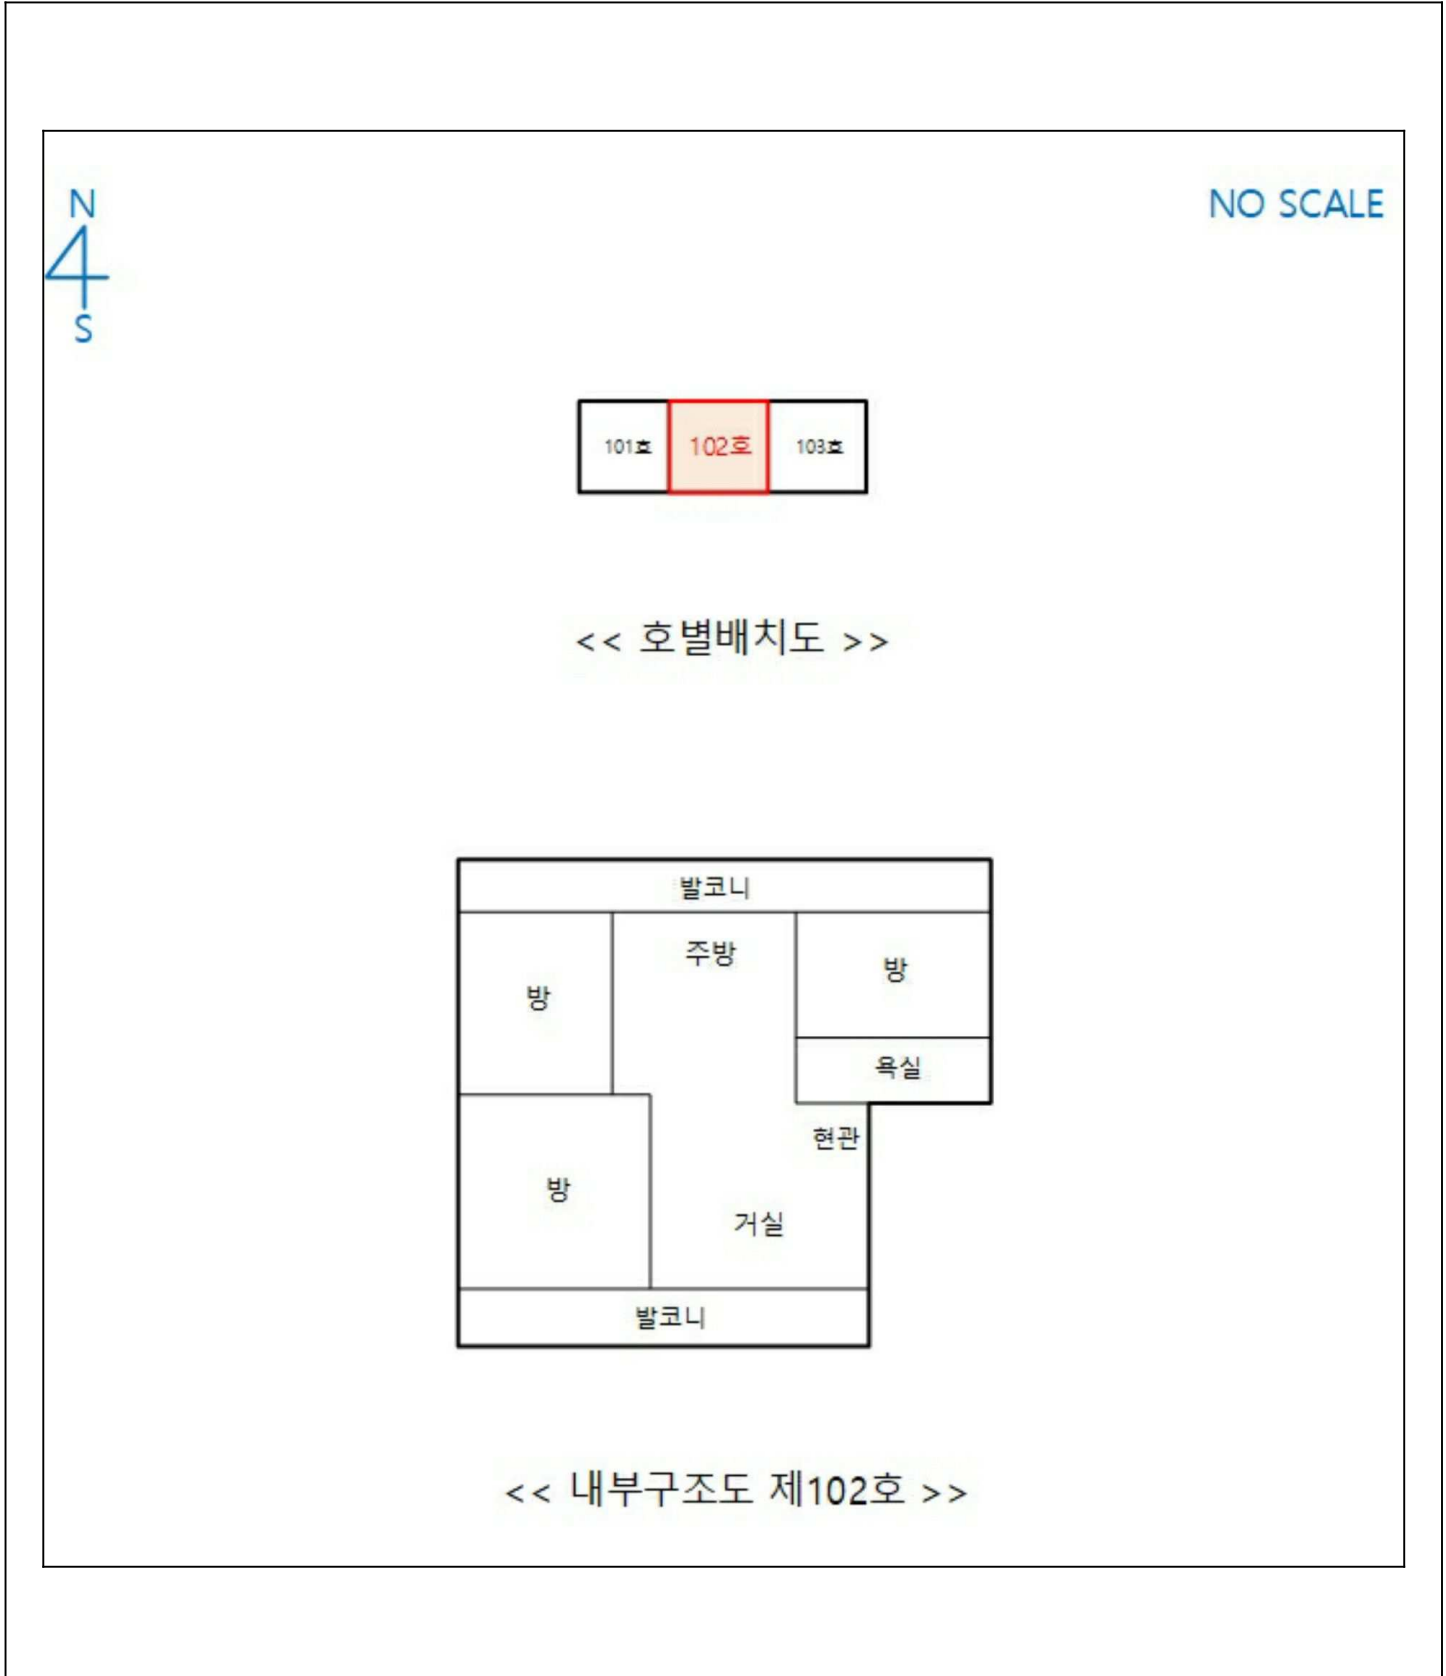 N
NO SCALE
S
101호
102호
103호
<< 호별배치도 >>
발코니
주방
방
방
욕실
현관
방
거실
발코니
<< 내부구조도 제102호 >>